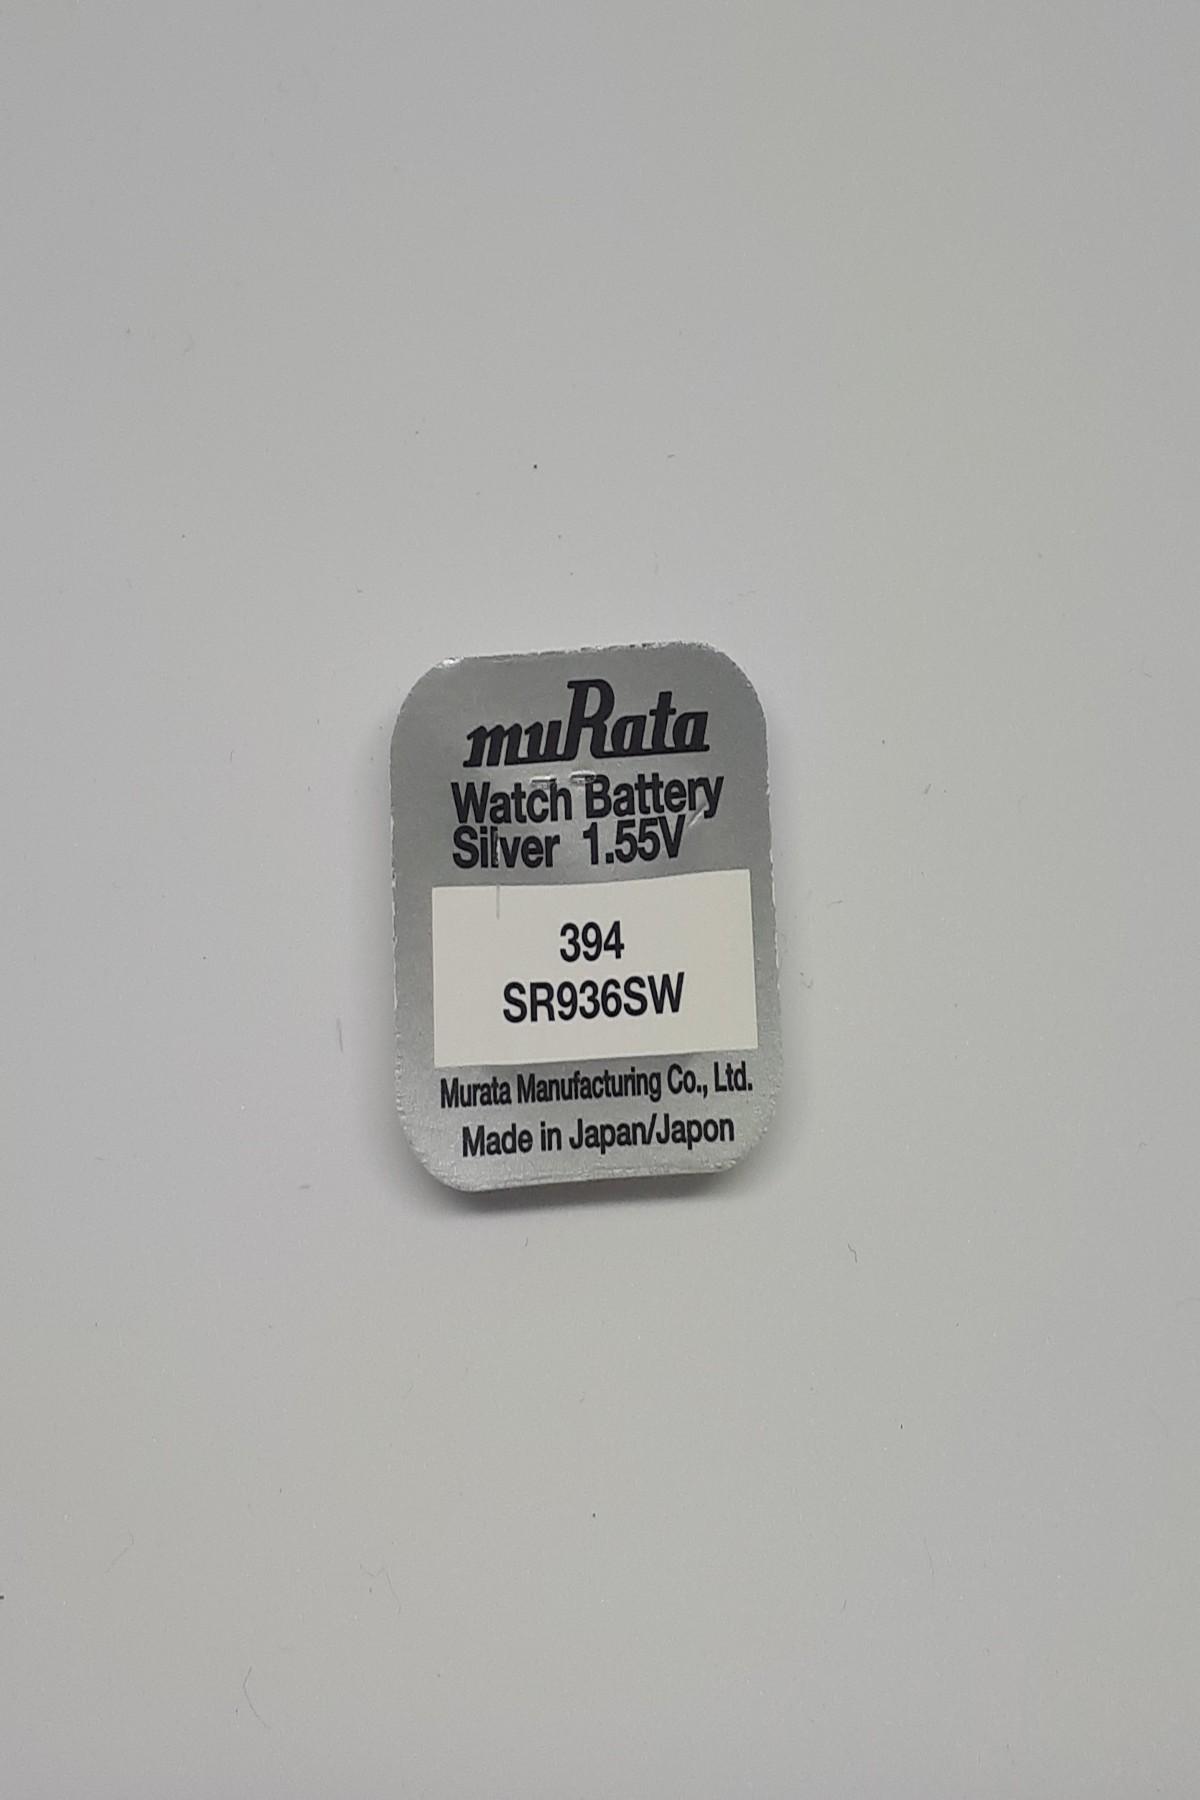 muRata
Watch Battery
Silver 1.55V
394
SR936SW
Murata Manufacturing Co., Ltd.
Made in Japan/Japon